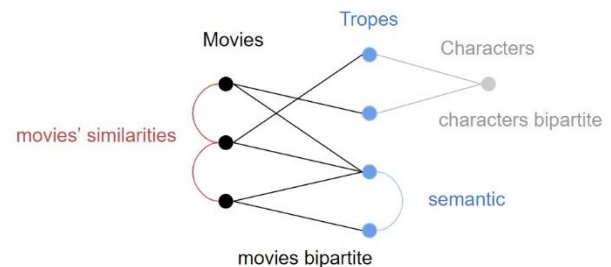 Tropes
Movies
Characters
movies' similarities
characters bipartite
semantic
movies bipartite